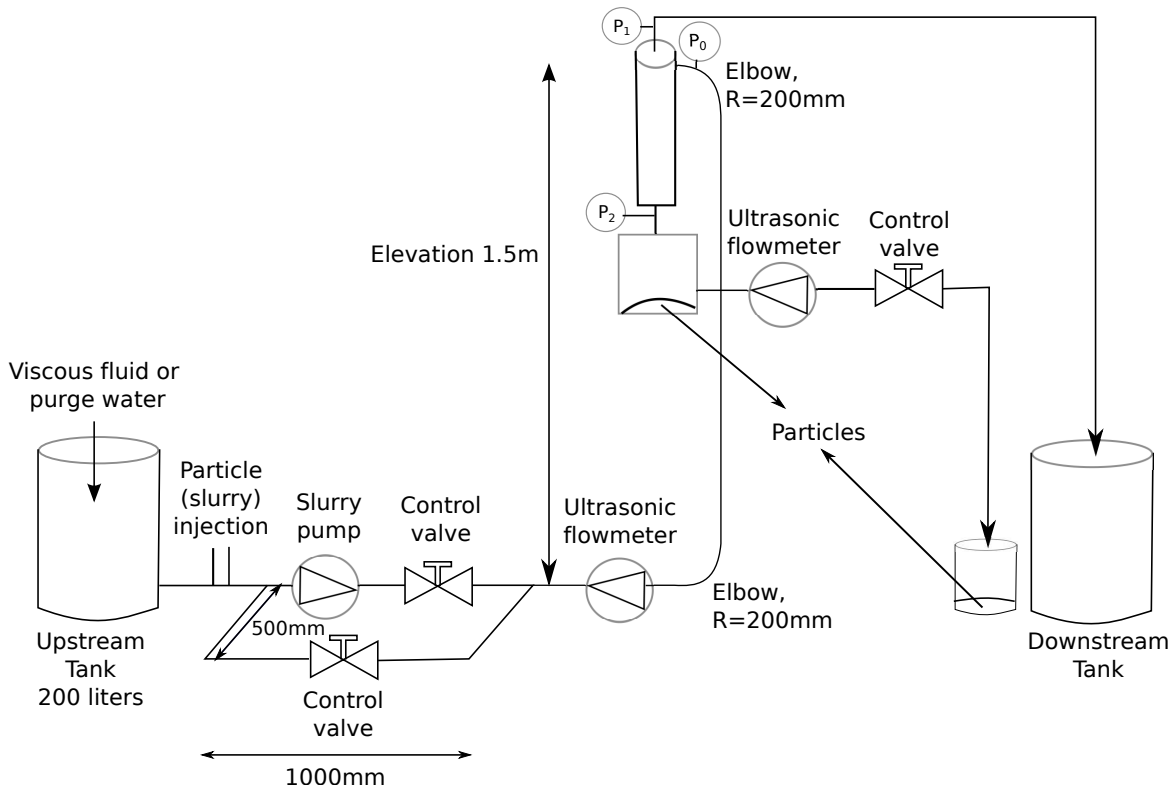 P₁
P₀
Elbow,
R=200mm
P₂
Ultrasonic
flowmeter
Control
valve
Elevation 1.5m
Viscous fluid or
purge water
Particles
Particle
(slurry)
injection
Slurry
pump
Control
valve
Ultrasonic
flowmeter
500mm
Elbow,
R=200mm
Upstream
Tank
200 liters
Downstream
Tank
Control
valve
1000mm